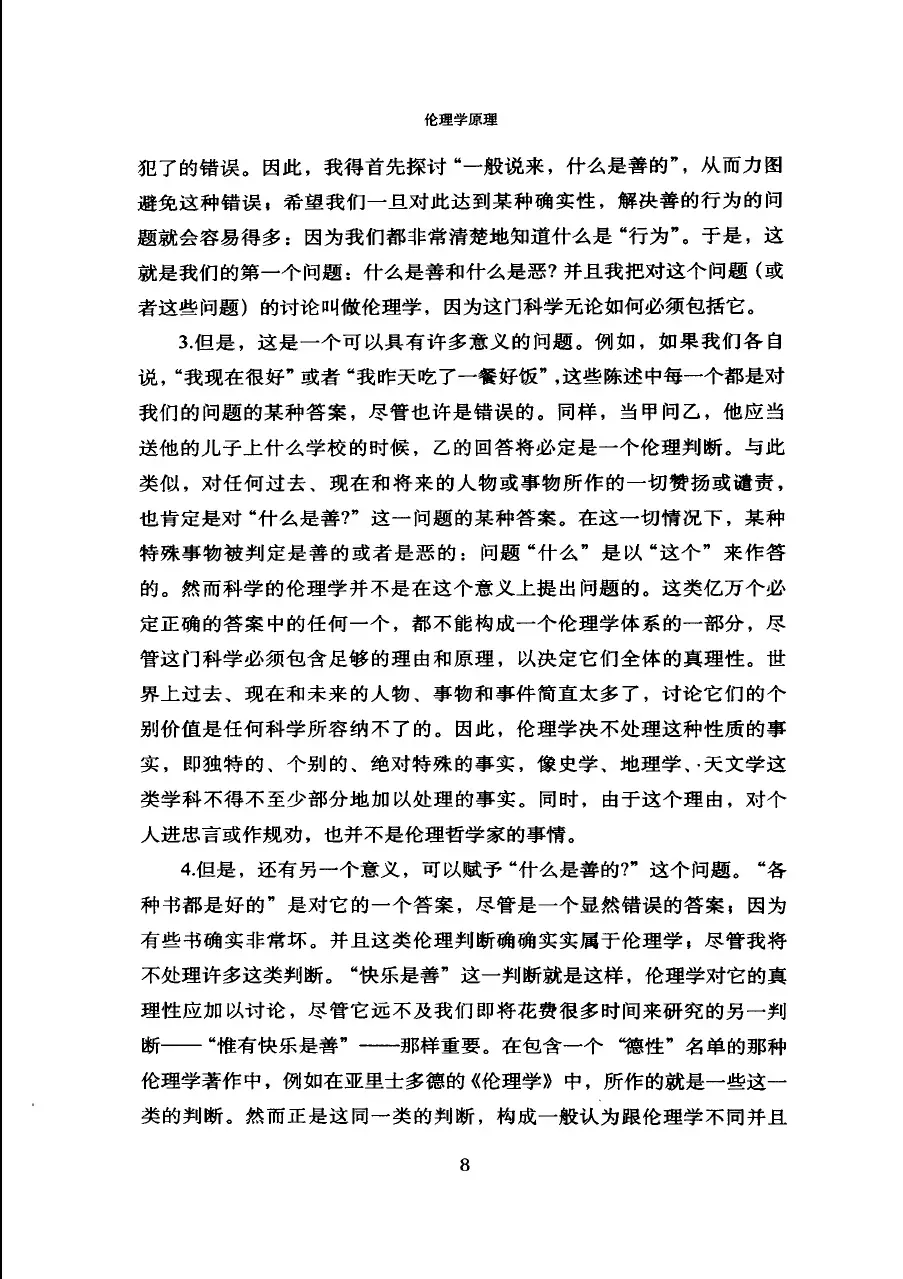 伦理学原理
犯了的错误。因此，我得首先探讨“一般说来，什么是善的”，从而力图
避免这种错误；希望我们一旦对此达到某种确实性，解决善的行为的问
题就会容易得多：因为我们都非常清楚地知道什么是“行为”。于是，这
就是我们的第一个问题：什么是善和什么是恶？并且我把对这个问题（或
者这些问题）的讨论叫做伦理学，因为这门科学无论如何必须包括它。
3.但是，这是一个可以具有许多意义的问题。例如，如果我们各自
说，“我现在很好”或者“我昨天吃了一餐好饭”，这些陈述中每一个都是对
我们的问题的某种答案，尽管也许是错误的。同样，当甲问乙，他应当
送他的儿子上什么学校的时候，乙的回答将必定是一个伦理判断。与此
类似，对任何过去、现在和将来的人物或事物所作的一切赞扬或谴责，
也肯定是对“什么是善？”这一问题的某种答案。在这一切情况下，某种
特殊事物被判定是善的或者是恶的：问题“什么”是以“这个”来作答
的。然而科学的伦理学并不是在这个意义上提出问题的。这类亿万个必
定正确的答案中的任何一个，都不能构成一个伦理学体系的一部分，尽
管这门科学必须包含足够的理由和原理，以决定它们全体的真理性。世
界上过去、现在和未来的人物、事物和事件简直太多了，讨论它们的个
别价值是任何科学所容纳不了的。因此，伦理学决不处理这种性质的事
实，即独特的、个别的、绝对特殊的事实，像史学、地理学、天文学这
类学科不得不至少部分地加以处理的事实。同时，由于这个理由，对个
人进忠言或作规劝，也并不是伦理哲学家的事情。
4.但是，还有另一个意义，可以赋予“什么是善的？”这个问题。“各
种书都是好的”是对它的一个答案，尽管是一个显然错误的答案；因为
有些书确实非常坏。并且这类伦理判断确确实实属于伦理学；尽管我将
不处理许多这类判断。“快乐是善”这一判断就是这样，伦理学对它的真
理性应加以讨论，尽管它远不及我们即将花费很多时间来研究的另一判
断——“惟有快乐是善”——那样重要。在包含一个“德性”名单的那种
伦理学著作中，例如在亚里士多德的《伦理学》中，所作的就是一些这一
类的判断。然而正是这同一类的判断，构成一般认为跟伦理学不同并且
8